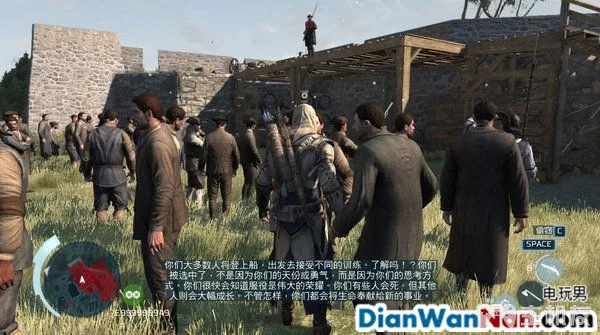 偷窃 C
SPACE
你们大多数人将登上船，出发去接受不同的训练。了解吗！？你们
被选中了，不是因为你们的天份或勇气，而是因为你们的思考方
式。你们很快会知道服役是伟大的荣耀。你们有些人会死。但其他
人则会大幅成长。不管怎样，你们都会将生命奉献给新的事业
电玩男
DianWanNan.com